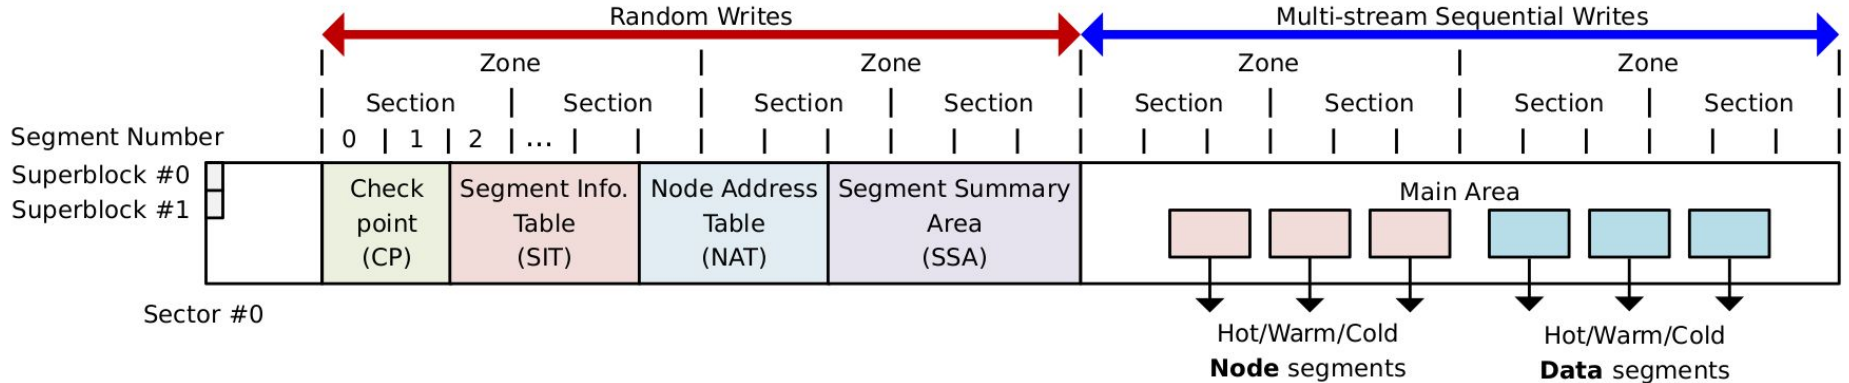 Random Writes
Multi-stream Sequential Writes
Zone
Zone
Zone
Zone
Section
Section
Section
Section
Section
Section
Section
Section
Segment Number
0
1
2
...
Superblock #0
Superblock #1
Check
point
(CP)
Segment Info.
Table
(SIT)
Node Address
Table
(NAT)
Segment Summary
Area
(SSA)
Main Area
Sector #0
Hot/Warm/Cold
Node segments
Hot/Warm/Cold
Data segments